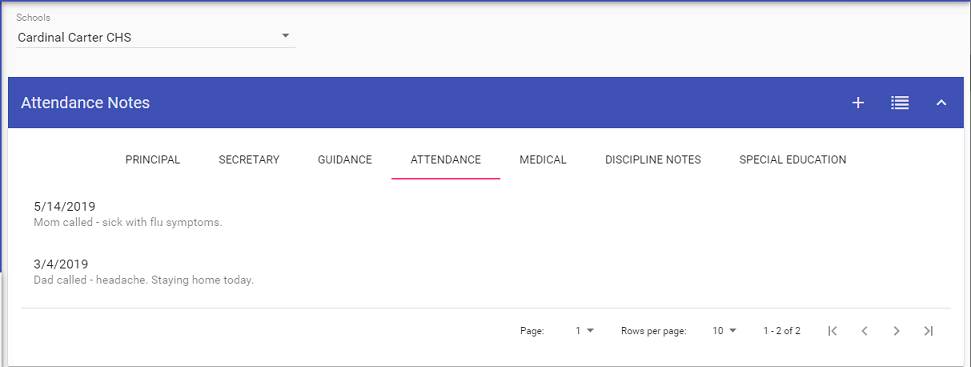 Schools
Cardinal Carter CHS
Attendance Notes
PRINCIPAL SECRETARY GUIDANCE ATTENDANCE MEDICAL DISCIPLINE NOTES SPECIAL EDUCATION
5/14/2019
Mom called - sick with flu symptoms.
3/4/2019
Dad called - headache. Staying home today.
Page: 1 Rows per page: 10 1 - 2 of 2